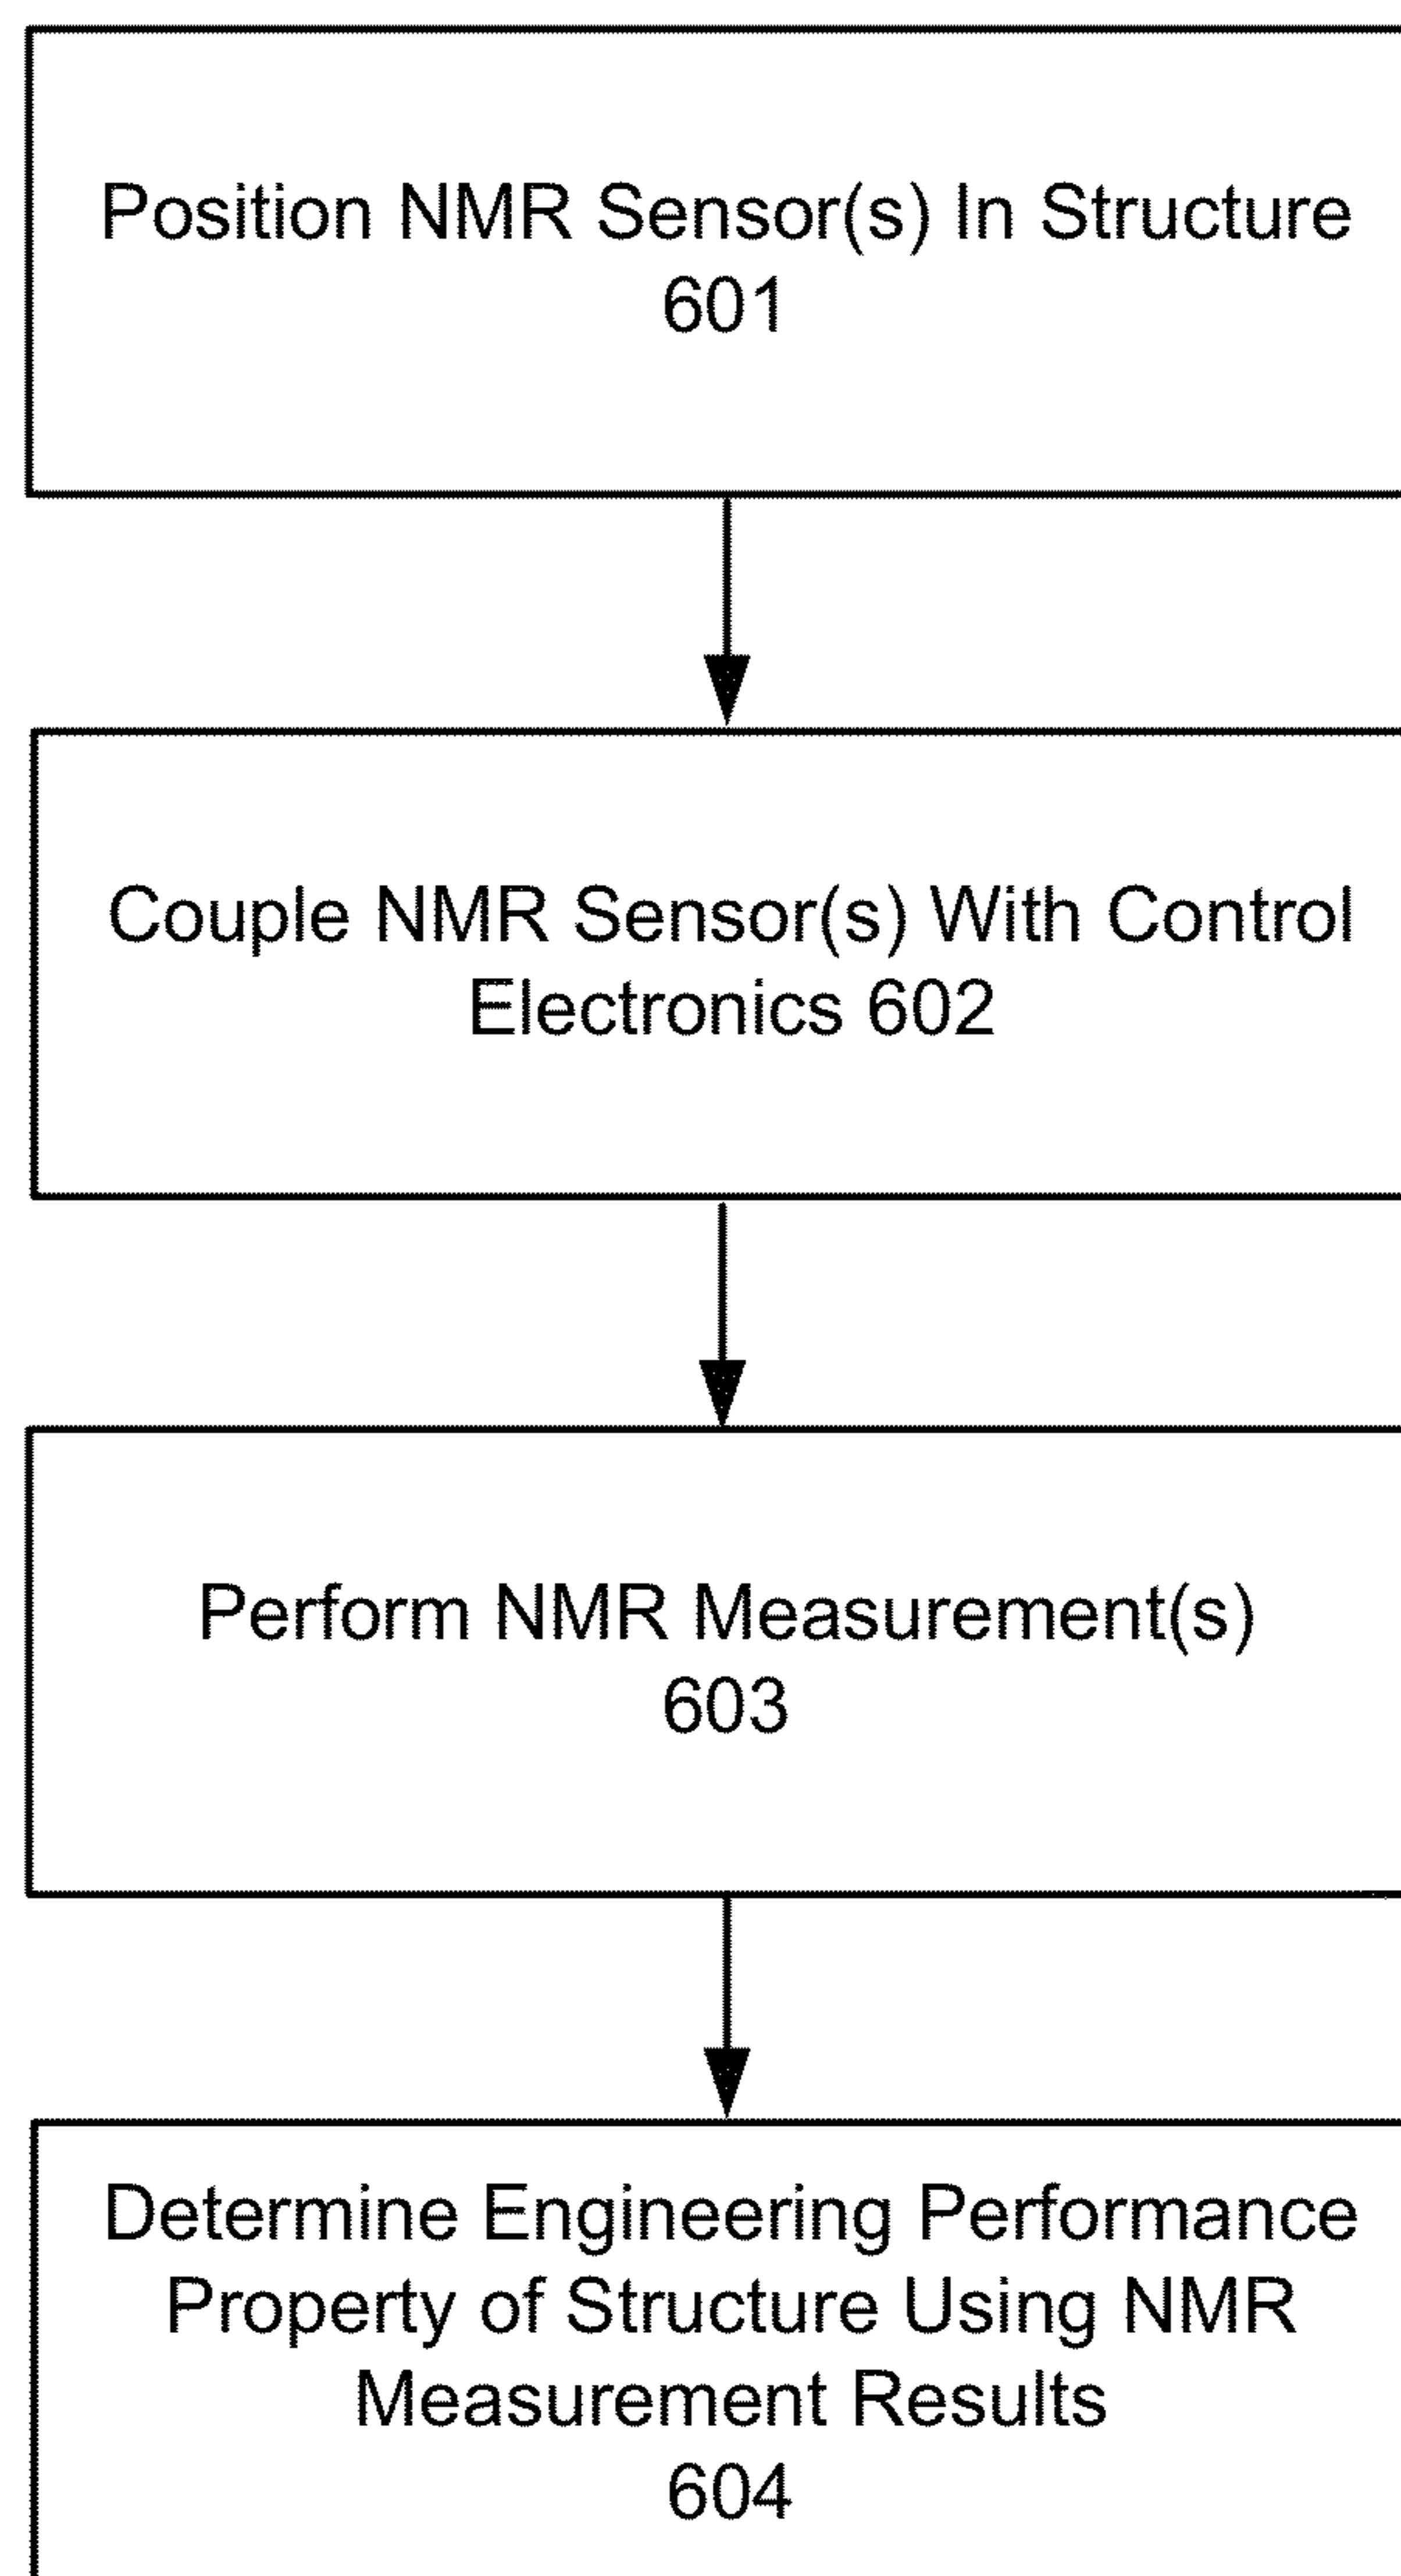 Position NMR Sensor(s) In Structure
601
Couple NMR Sensor(s) With Control
Electronics 602
Perform NMR Measurement(s)
603
Determine Engineering Performance
Property of Structure Using NMR
Measurement Results
604